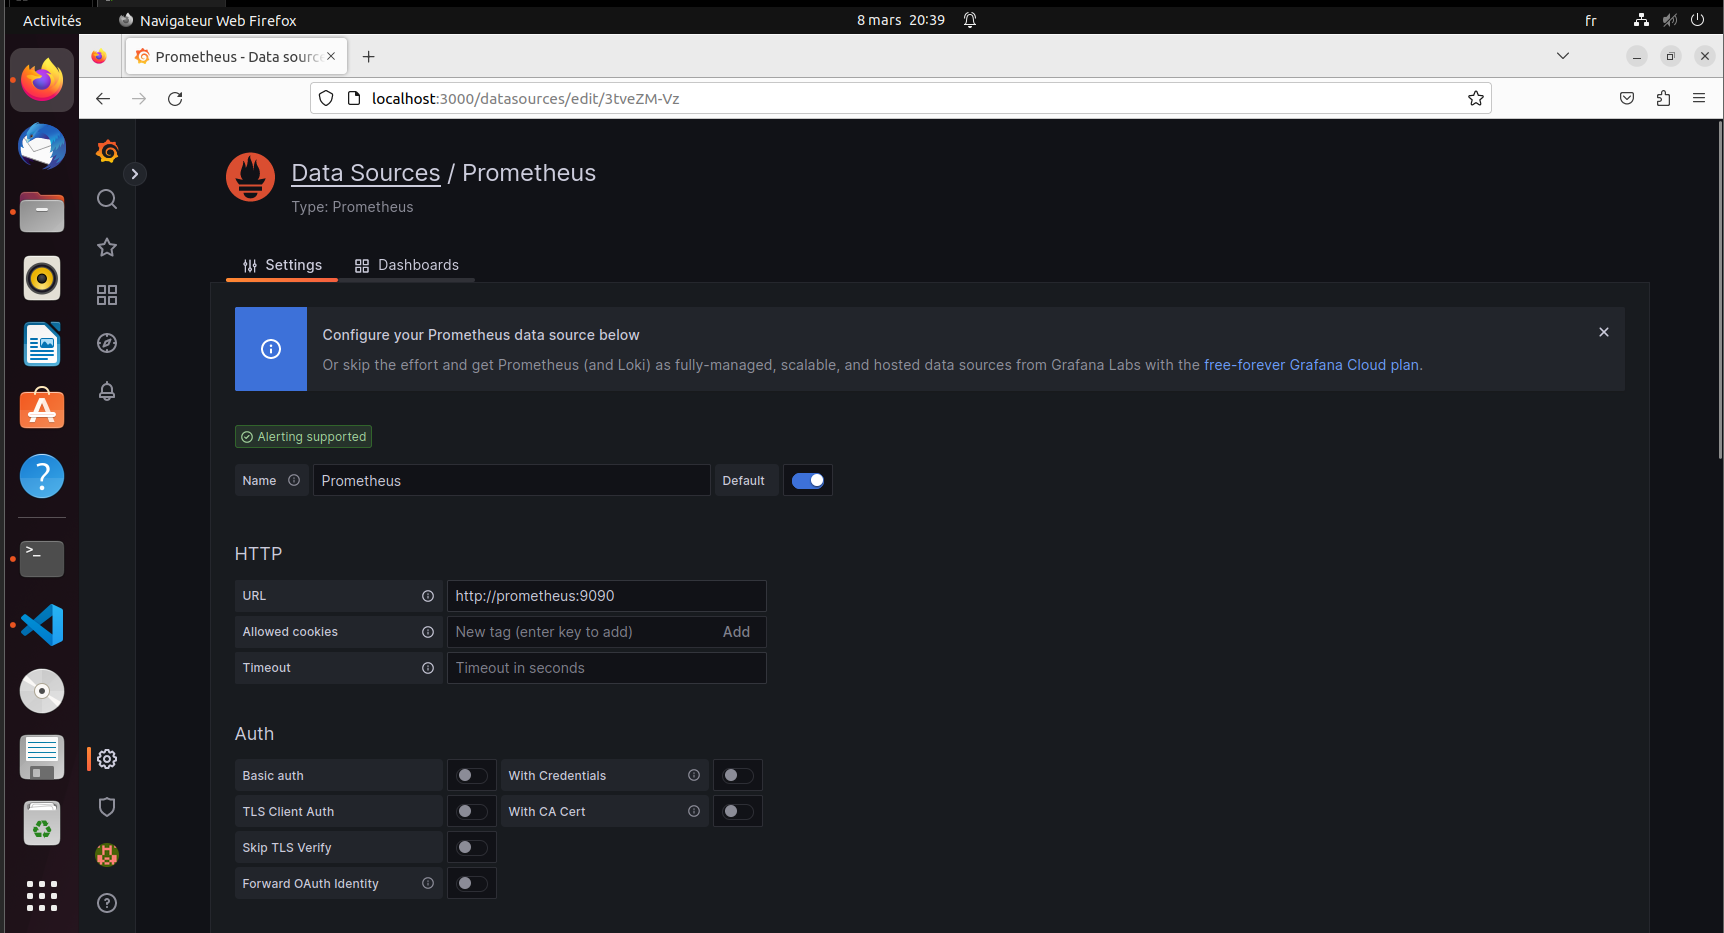 Activités
Navigateur Web Firefox
8 mars 20:39
fr
Prometheus - Data source
localhost:3000/datasources/edit/3tveZM-Vz
Data Sources / Prometheus
Type: Prometheus
Settings
Dashboards
Configure your Prometheus data source below
Or skip the effort and get Prometheus (and Loki) as fully-managed, scalable, and hosted data sources from Grafana Labs with the free-forever Grafana Cloud plan.
Alerting supported
Name
Prometheus
Default
HTTP
URL
http://prometheus:9090
Allowed cookies
New tag (enter key to add)
Add
Timeout
Timeout in seconds
Auth
Basic auth
With Credentials
TLS Client Auth
With CA Cert
Skip TLS Verify
Forward OAuth Identity